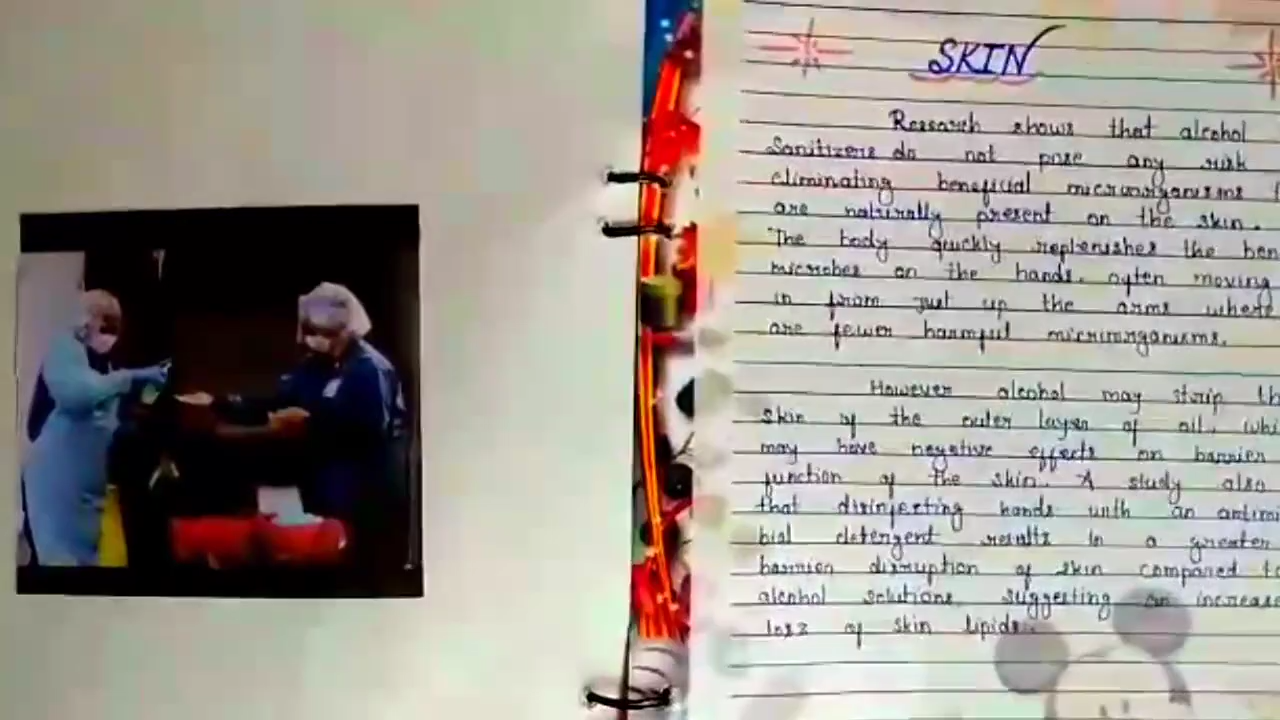 SKIN
Research shows that alcohol
Sanitizers do not pose any risk
eliminating beneficial microorganisms
are naturally present on the skin.
The body quickly replenishes the ben
microbes on the hands, often moving
in from just up the arms where
are fewer harmful microorganisms.
However alcohol may strip th
skin of the outer layer of oil, whi
may have negative effects on barrier
function of the skin. A study also
that disinfecting hands with an antimi
bial detergent results in a greater
barrier disruption of skin compared to
alcohol solutions, suggesting an increase
loss of skin lipids.